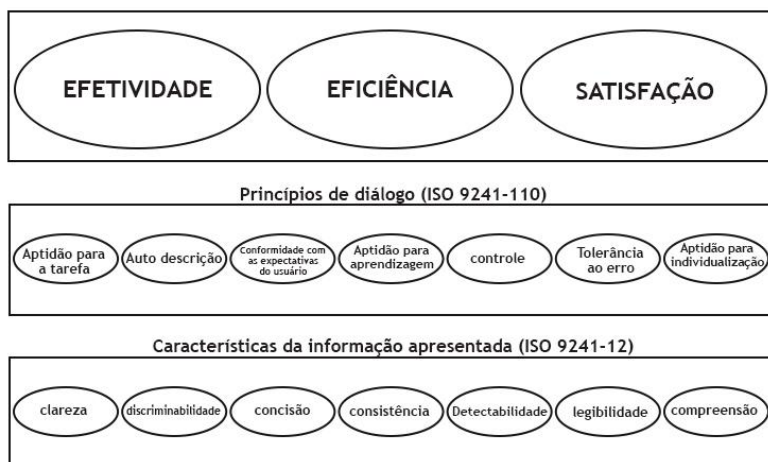 EFETIVIDADE
EFICIÊNCIA
SATISFAÇÃO
Princípios de diálogo (ISO 9241-110)
Aptidão para
a tarefa
Auto descrição
Conformidade com
as expectativas
do usuário
Aptidão para
aprendizagem
controle
Tolerância
ao erro
Aptidão para
individualização
Características da informação apresentada (ISO 9241-12)
clareza
discriminabilidade
concisão
consistência
Detectabilidade
legibilidade
compreensão